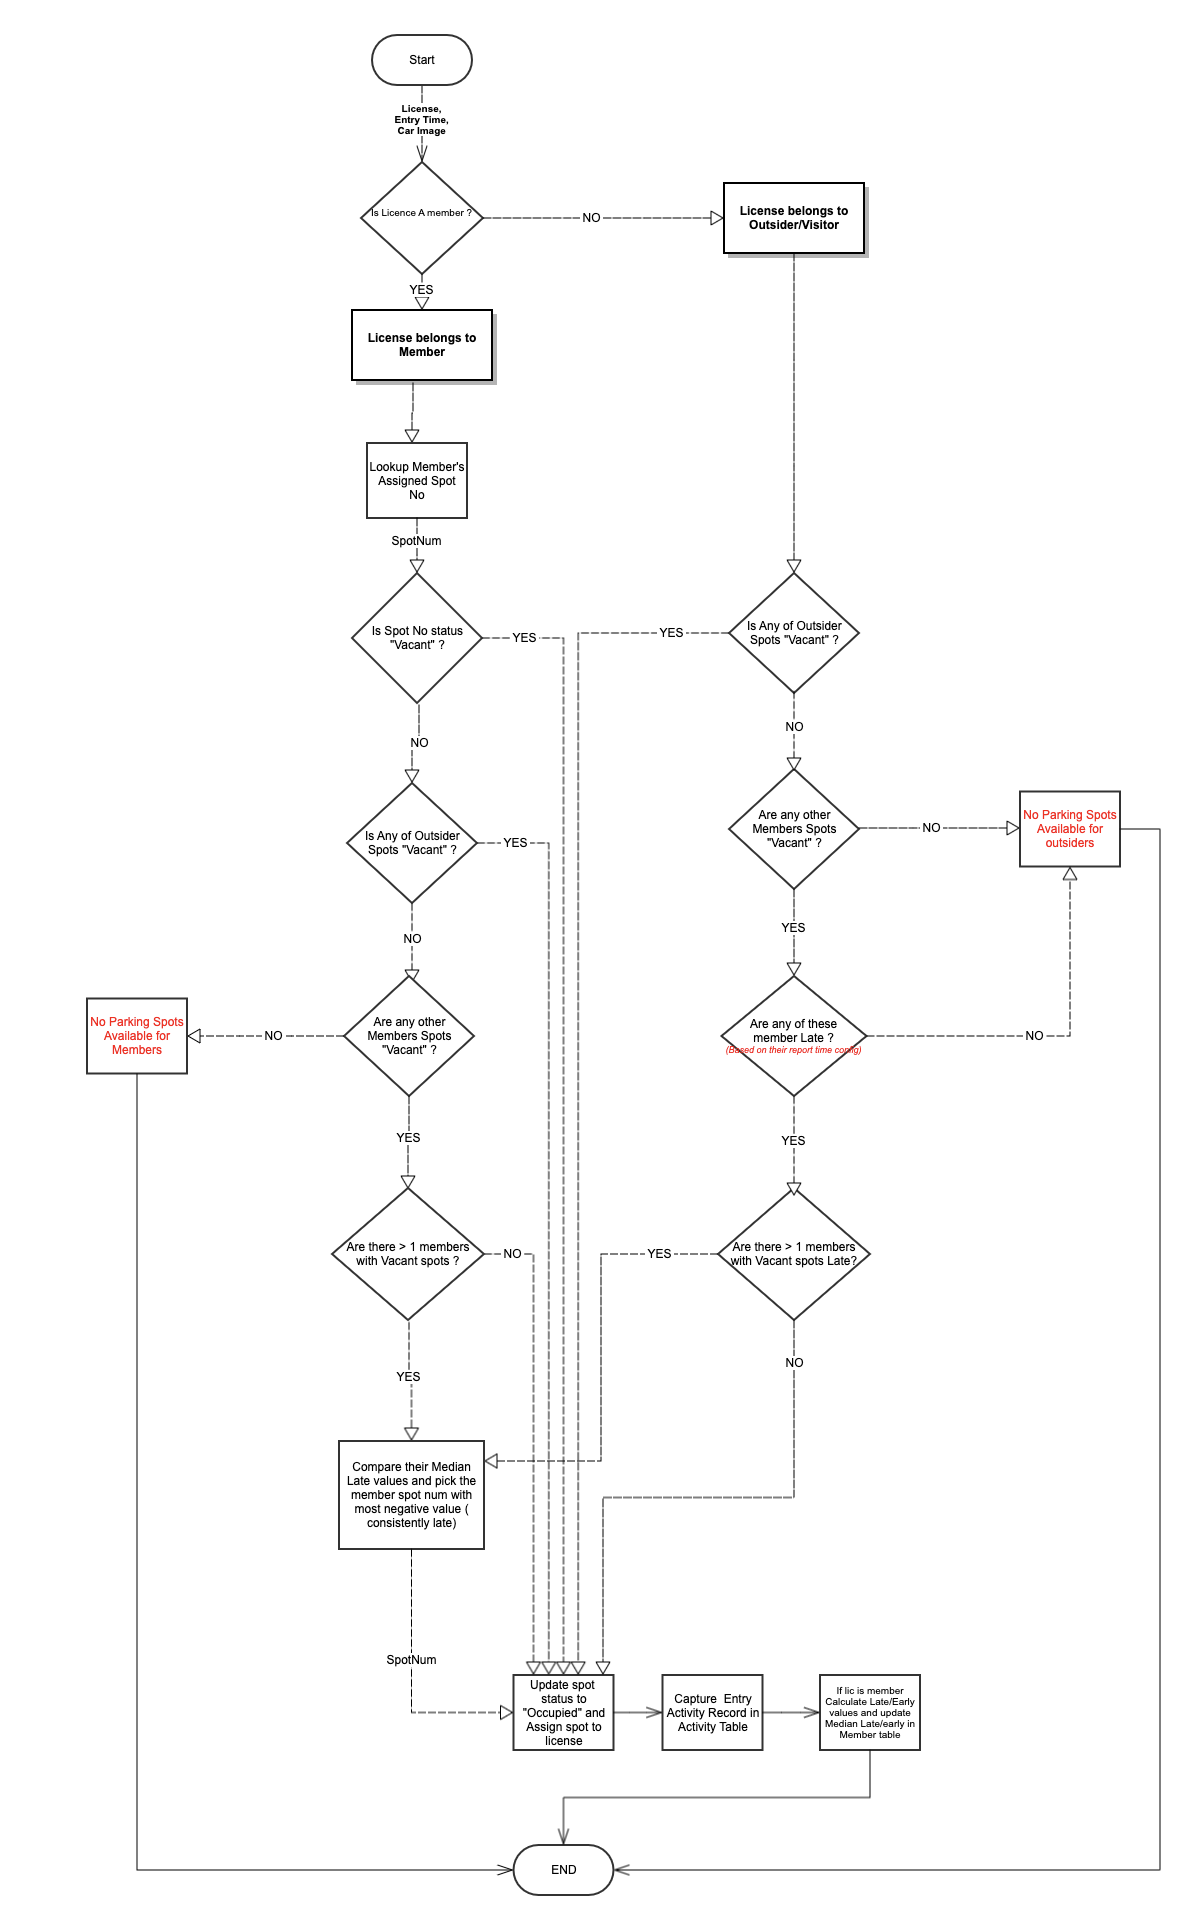 Start
License,
Entry Time,
Car Image
Is Licence A member ?
NO
License belongs to
Outsider/Visitor
YES
License belongs to
Member
Lookup Member's
Assigned Spot
No
SpotNum
Is Spot No status
"Vacant" ?
YES
YES
Is Any of Outsider
Spots "Vacant" ?
NO
NO
Is Any of Outsider
Spots "Vacant" ?
YES
Are any other
Members Spots
"Vacant" ?
NO
No Parking Spots
Available for
outsiders
NO
YES
No Parking Spots
Available for
Members
NO
Are any other
Members Spots
"Vacant" ?
Are any of these
member Late ?
(Based on their report time config)
NO
YES
YES
Are there > 1 members
with Vacant spots ?
NO
YES
Are there > 1 members
with Vacant spots Late?
YES
NO
Compare their Median
Late values and pick the
member spot num with
most negative value (
consistently late)
SpotNum
Update spot
status to
"Occupied" and
Assign spot to
license
Capture  Entry
Activity Record in
Activity Table
If lic is member
Calculate Late/Early
values and update
Median Late/early in
Member table
END